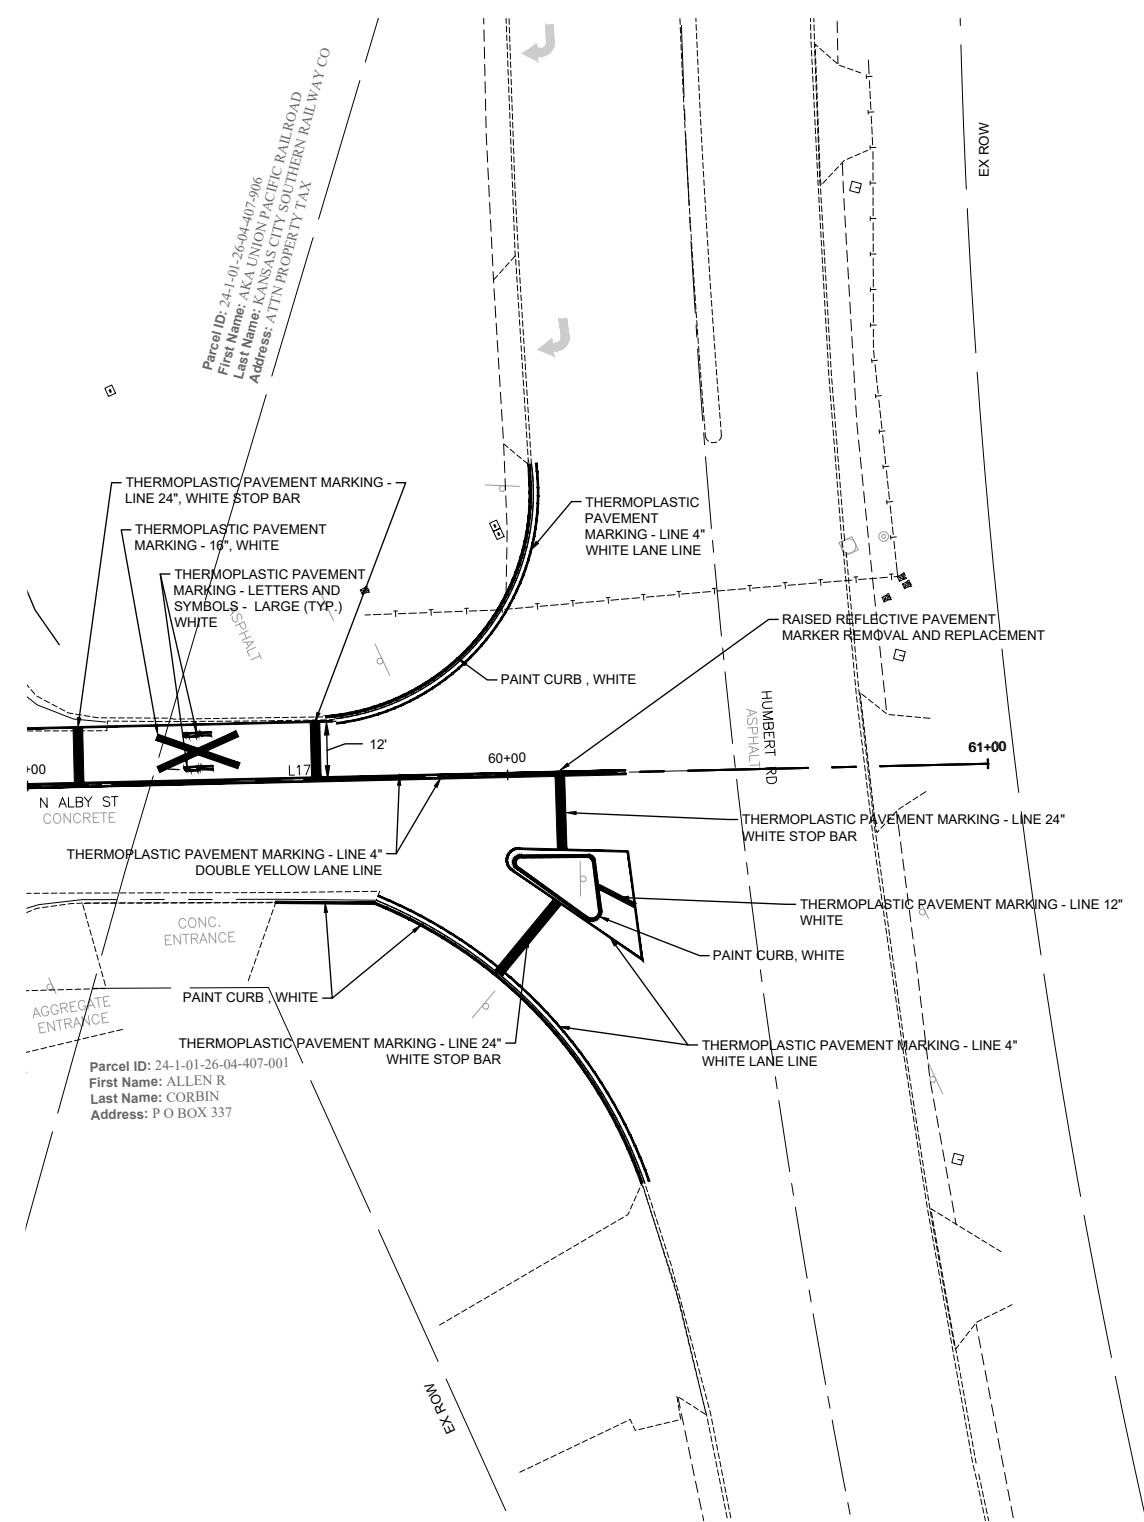 EX ROW
Parcel ID: 24-1-01-26-04-407-906
First Name: AKA UNION PACIFIC RAILROAD
Last Name: KANSAS CITY SOUTHERN RAILWAY CO
Address: ATTN PROPERTY TAX
THERMOPLASTIC PAVEMENT MARKING -
LINE 24", WHITE STOP BAR
THERMOPLASTIC PAVEMENT
MARKING - 16", WHITE
THERMOPLASTIC PAVEMENT
MARKING - LETTERS AND
SYMBOLS - LARGE (TYP.)
WHITE
ASPHALT
THERMOPLASTIC
PAVEMENT
MARKING - LINE 4"
WHITE LANE LINE
RAISED REFLECTIVE PAVEMENT
MARKER REMOVAL AND REPLACEMENT
PAINT CURB , WHITE
HUMBERT RD
ASPHALT
12'
60+00
61+00
+00
L17
N ALBY ST
CONCRETE
THERMOPLASTIC PAVEMENT MARKING - LINE 24"
WHITE STOP BAR
THERMOPLASTIC PAVEMENT MARKING - LINE 4"
DOUBLE YELLOW LANE LINE
THERMOPLASTIC PAVEMENT MARKING - LINE 12"
WHITE
CONC.
ENTRANCE
PAINT CURB, WHITE
PAINT CURB , WHITE
AGGREGATE
ENTRANCE
THERMOPLASTIC PAVEMENT MARKING - LINE 24"
WHITE STOP BAR
THERMOPLASTIC PAVEMENT MARKING - LINE 4"
WHITE LANE LINE
Parcel ID: 24-1-01-26-04-407-001
First Name: ALLEN R
Last Name: CORBIN
Address: P O BOX 337
EX ROW